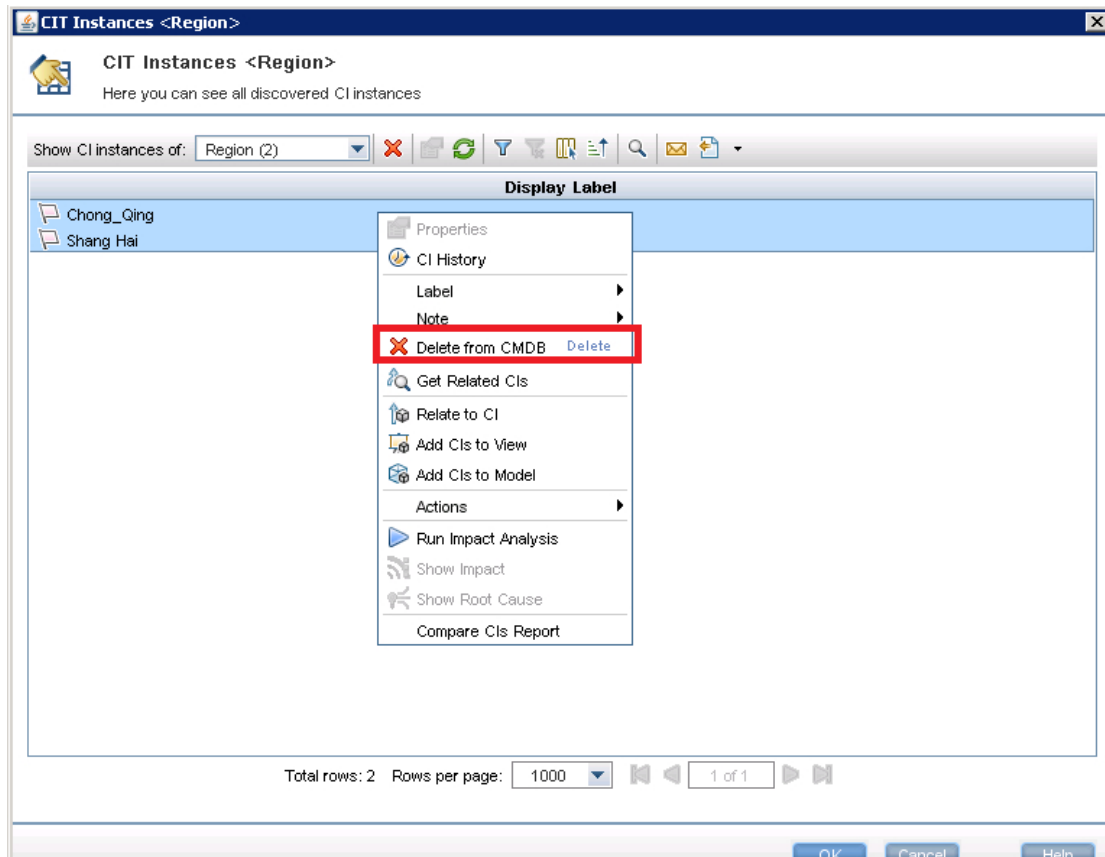 CIT Instances <Region>
CIT Instances <Region>
Here you can see all discovered CI instances
Show CI instances of: Region (2)
Display Label
Chong_Qing
Shang Hai
Properties
CI History
Label
Note
Delete from CMDB Delete
Get Related CIs
Relate to CI
Add CIs to View
Add CIs to Model
Actions
Run Impact Analysis
Show Impact
Show Root Cause
Compare CIs Report
Total rows: 2 Rows per page: 1000 1 of 1
OK Cancel Help